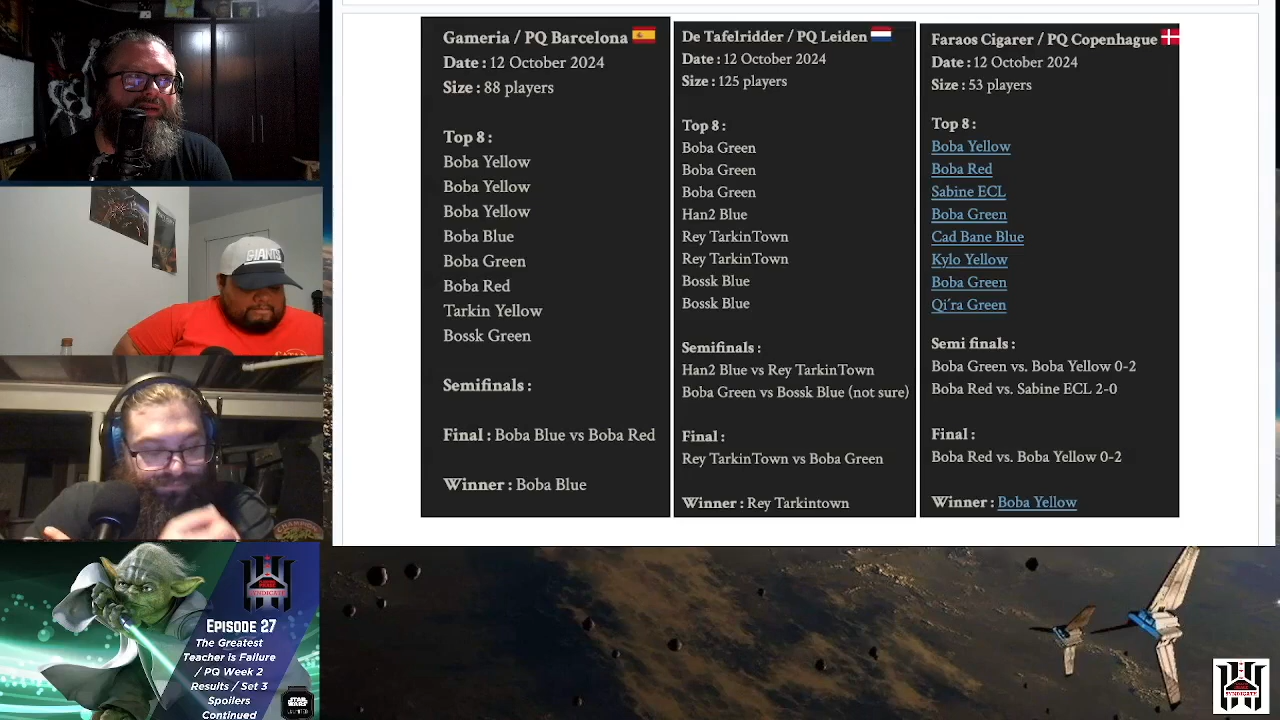 Gameria / PQ Barcelona
Date : 12 October 2024
Size : 88 players
Top 8 :
Boba Yellow
Boba Yellow
Boba Yellow
Boba Blue
Boba Green
Boba Red
Tarkin Yellow
Bossk Green
Semifinals :
Final : Boba Blue vs Boba Red
Winner : Boba Blue
De Tafelridder / PQ Leiden
Date : 12 October 2024
Size : 125 players
Top 8 :
Boba Green
Boba Green
Boba Green
Han2 Blue
Rey TarkinTown
Rey TarkinTown
Bossk Blue
Bossk Blue
Semifinals :
Han2 Blue vs Rey TarkinTown
Boba Green vs Bossk Blue (not sure)
Final :
Rey TarkinTown vs Boba Green
Winner : Rey Tarkintown
Faraos Cigarer / PQ Copenhague
Date : 12 October 2024
Size : 53 players
Top 8 :
Boba Yellow
Boba Red
Sabine ECL
Boba Green
Cad Bane Blue
Kylo Yellow
Boba Green
Qi´ra Green
Semi finals :
Boba Green vs. Boba Yellow 0-2
Boba Red vs. Sabine ECL 2-0
Final :
Boba Red vs. Boba Yellow 0-2
Winner : Boba Yellow
GIANTS
SYNDICATE
Episode 27
The Greatest
Teacher is Failure
/ PQ Week 2
Results / Set 3
Spoilers
Continued
STAR
WARS
SYNDICATE